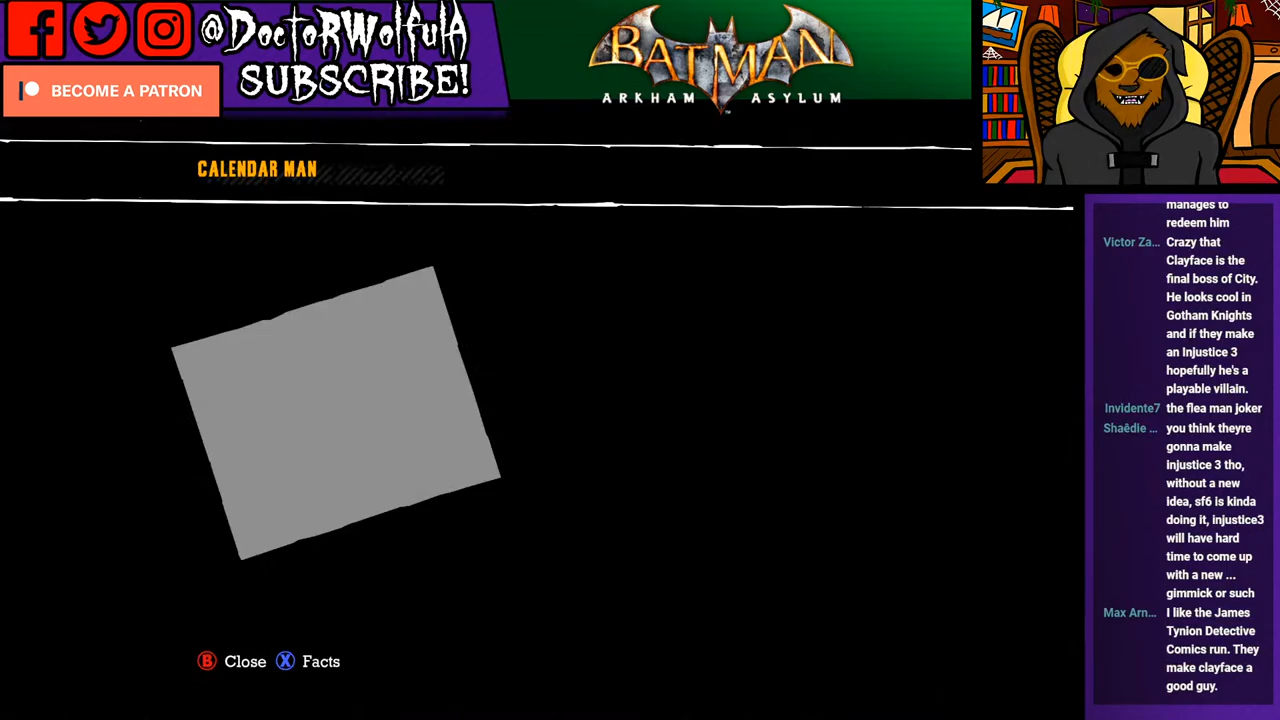 @DoctoRWolfulA
SUBSCRIBE!
BECOME A PATRON
BATMAN
ARKHAM ASYLUM
CALENDAR MAN
B Close X Facts
manages to
redeem him
Victor Za... Crazy that
Clayface is the
final boss of City.
He looks cool in
Gotham Knights
and if they make
an Injustice 3
hopefully he's a
playable villain.
Invidente7 the flea man joker
Shaêdie ... you think theyre
gonna make
injustice 3 tho,
without a new
idea, sf6 is kinda
doing it, injustice3
will have hard
time to come up
with a new ...
gimmick or such
Max Arn... I like the James
Tynion Detective
Comics run. They
make clayface a
good guy.